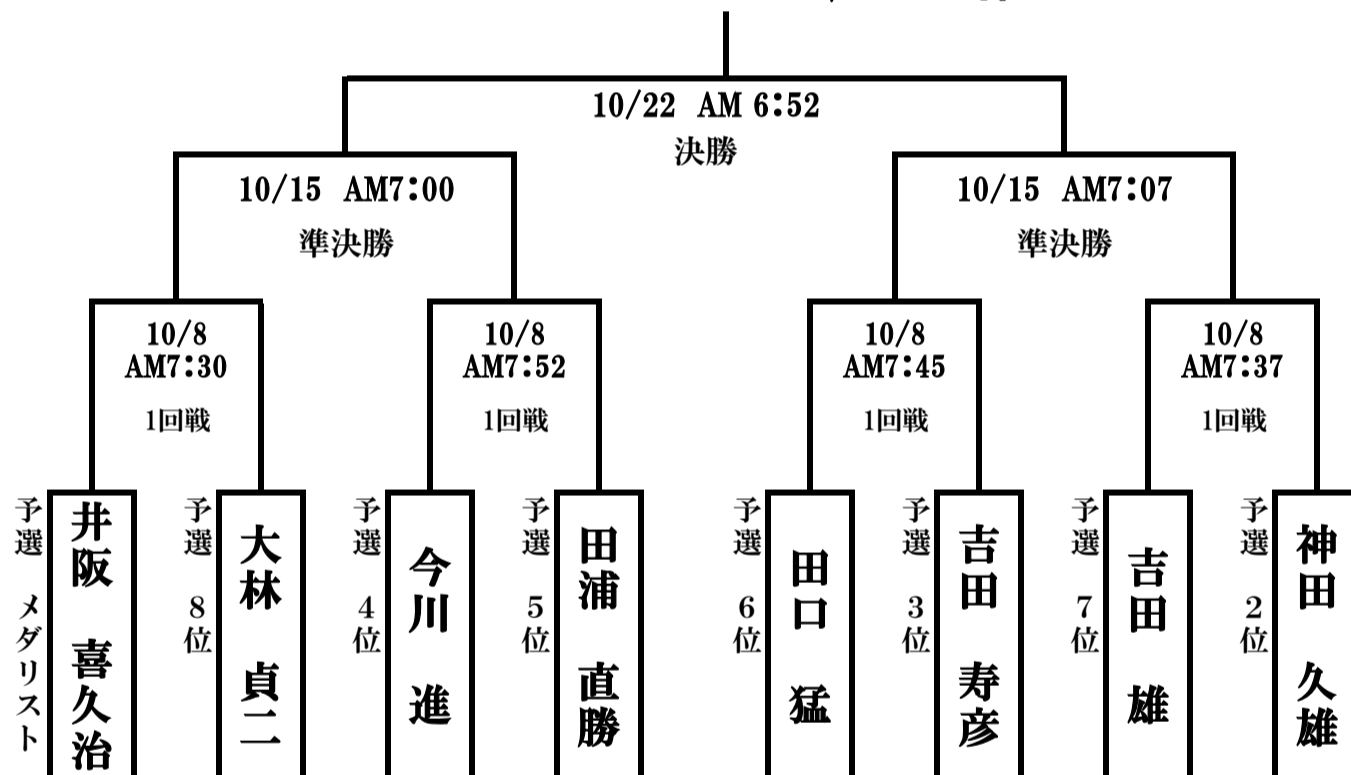 10/22 AM 6:52
決勝
10/15 AM7:00
準決勝
10/15 AM7:07
準決勝
10/8
AM7:30
1回戦
10/8
AM7:52
1回戦
10/8
AM7:45
1回戦
10/8
AM7:37
1回戦
予選 メダリスト
井阪 喜久治
予選 8位
大林 貞二
予選 4位
今川 進
予選 5位
田浦 直勝
予選 6位
田口 猛
予選 3位
吉田 寿彦
予選 7位
吉田 雄
予選 2位
神田 久雄